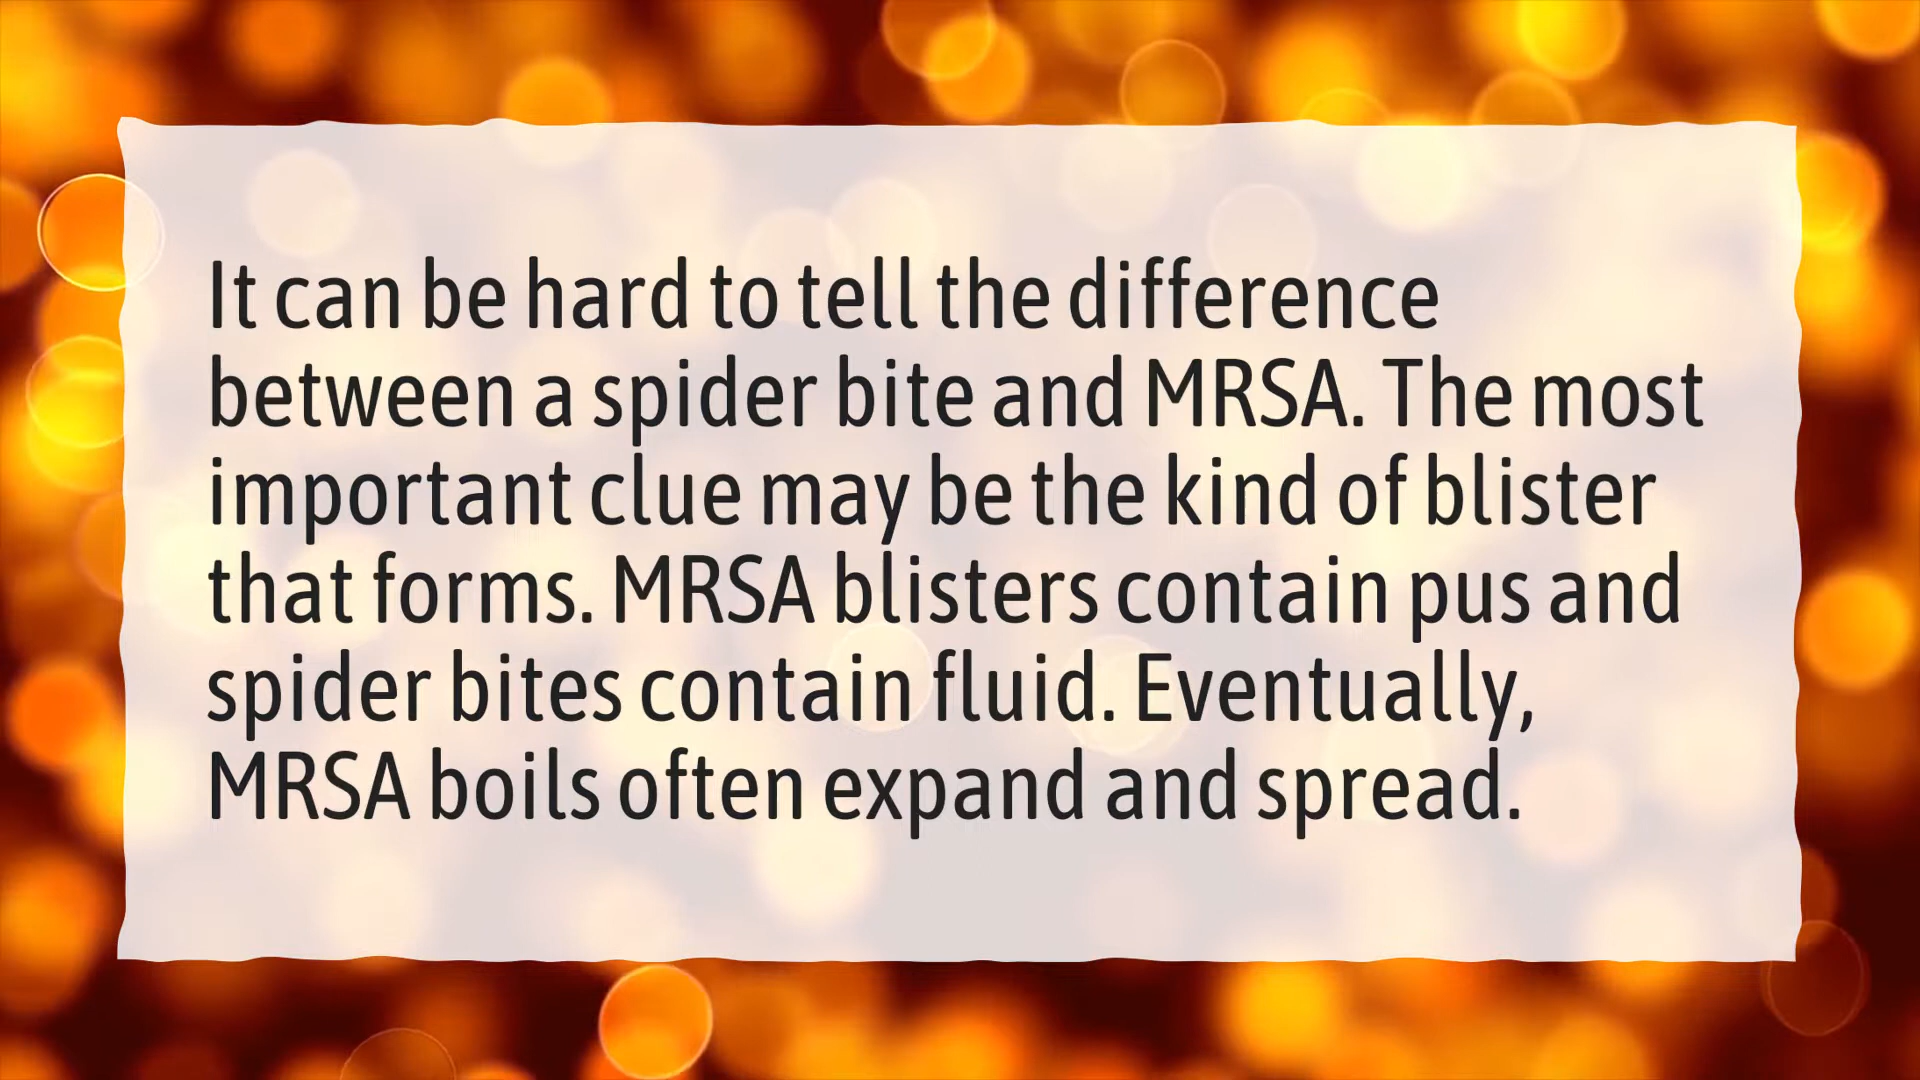 It can be hard to tell the difference
between a spider bite and MRSA. The most
important clue may be the kind of blister
that forms. MRSA blisters contain pus and
spider bites contain fluid. Eventually,
MRSA boils often expand and spread.